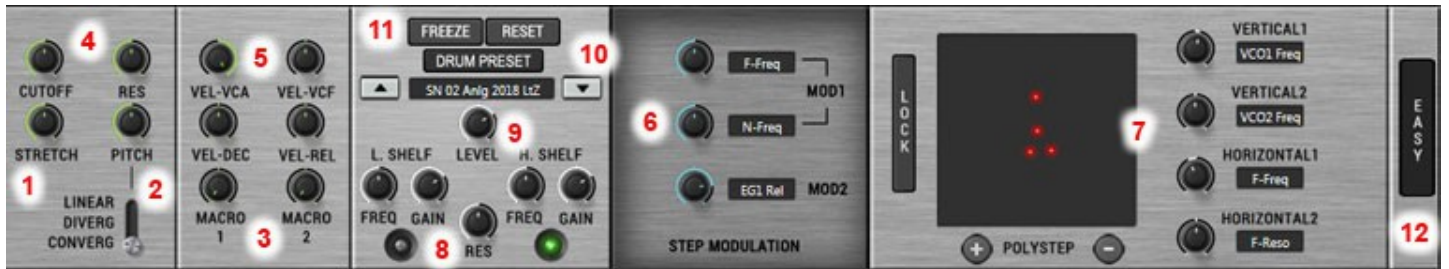 4
CUTOFF RES
STRETCH PITCH
1
2
LINEAR
DIVERG
CONVERG
5
VEL-VCA VEL-VCF
VEL-DEC VEL-REL
MACRO 1
MACRO 2
3
11
FREEZE RESET
DRUM PRESET
10
SN 02 Anlg 2018 LtZ
9
L. SHELF LEVEL H. SHELF
FREQ GAIN FREQ GAIN
8
RES
F-Freq
MOD1
6
N-Freq
EG1 Rel MOD2
STEP MODULATION
LOCK
7
+ POLYSTEP -
VERTICAL1
VCO1 Freq
VERTICAL2
VCO2 Freq
HORIZONTAL1
F-Freq
HORIZONTAL2
F-Reso
EASY
12